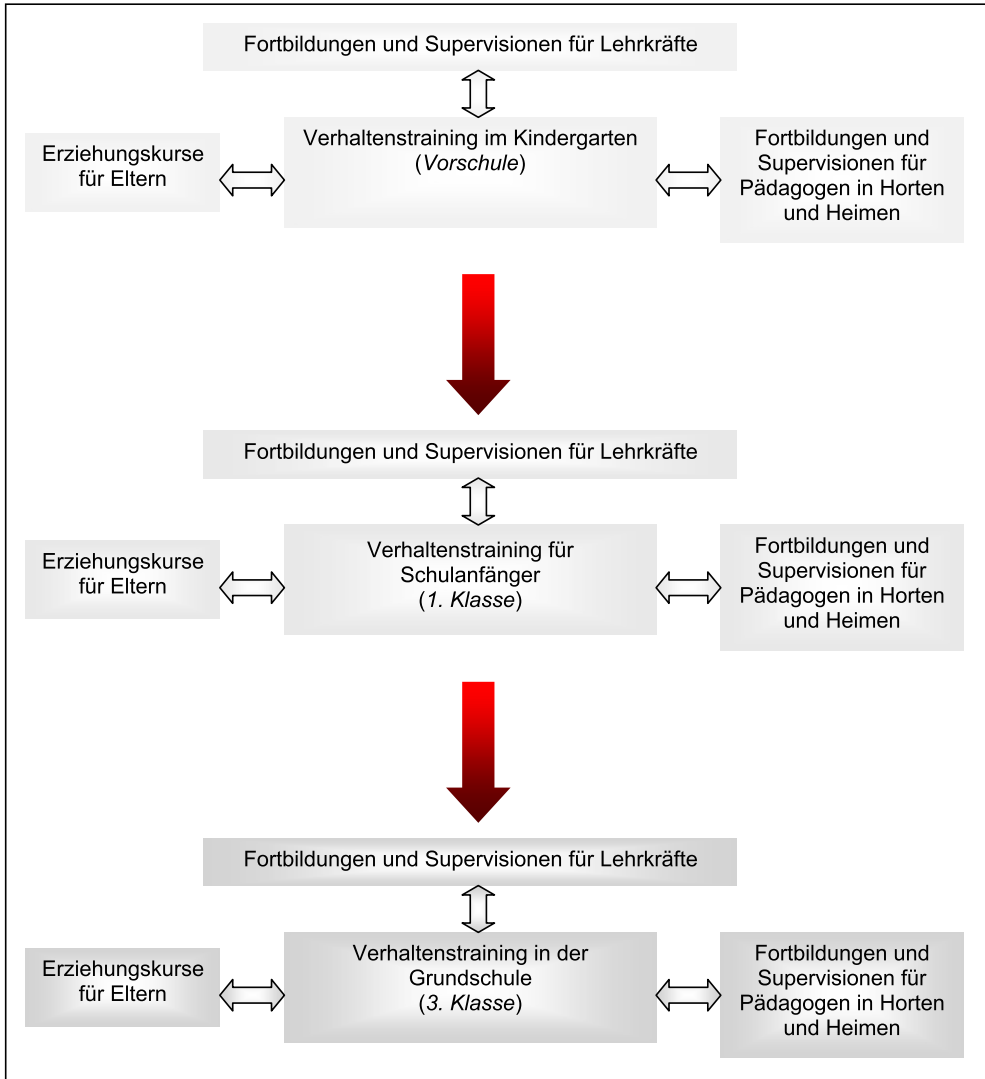 Fortbildungen und Supervisionen für Lehrkräfte
Erziehungskurse
für Eltern
Verhaltenstraining im Kindergarten
(Vorschule)
Fortbildungen und
Supervisionen für
Pädagogen in Horten
und Heimen
Fortbildungen und Supervisionen für Lehrkräfte
Erziehungskurse
für Eltern
Verhaltenstraining für
Schulanfänger
(1. Klasse)
Fortbildungen und
Supervisionen für
Pädagogen in Horten
und Heimen
Fortbildungen und Supervisionen für Lehrkräfte
Erziehungskurse
für Eltern
Verhaltenstraining in der
Grundschule
(3. Klasse)
Fortbildungen und
Supervisionen für
Pädagogen in Horten
und Heimen